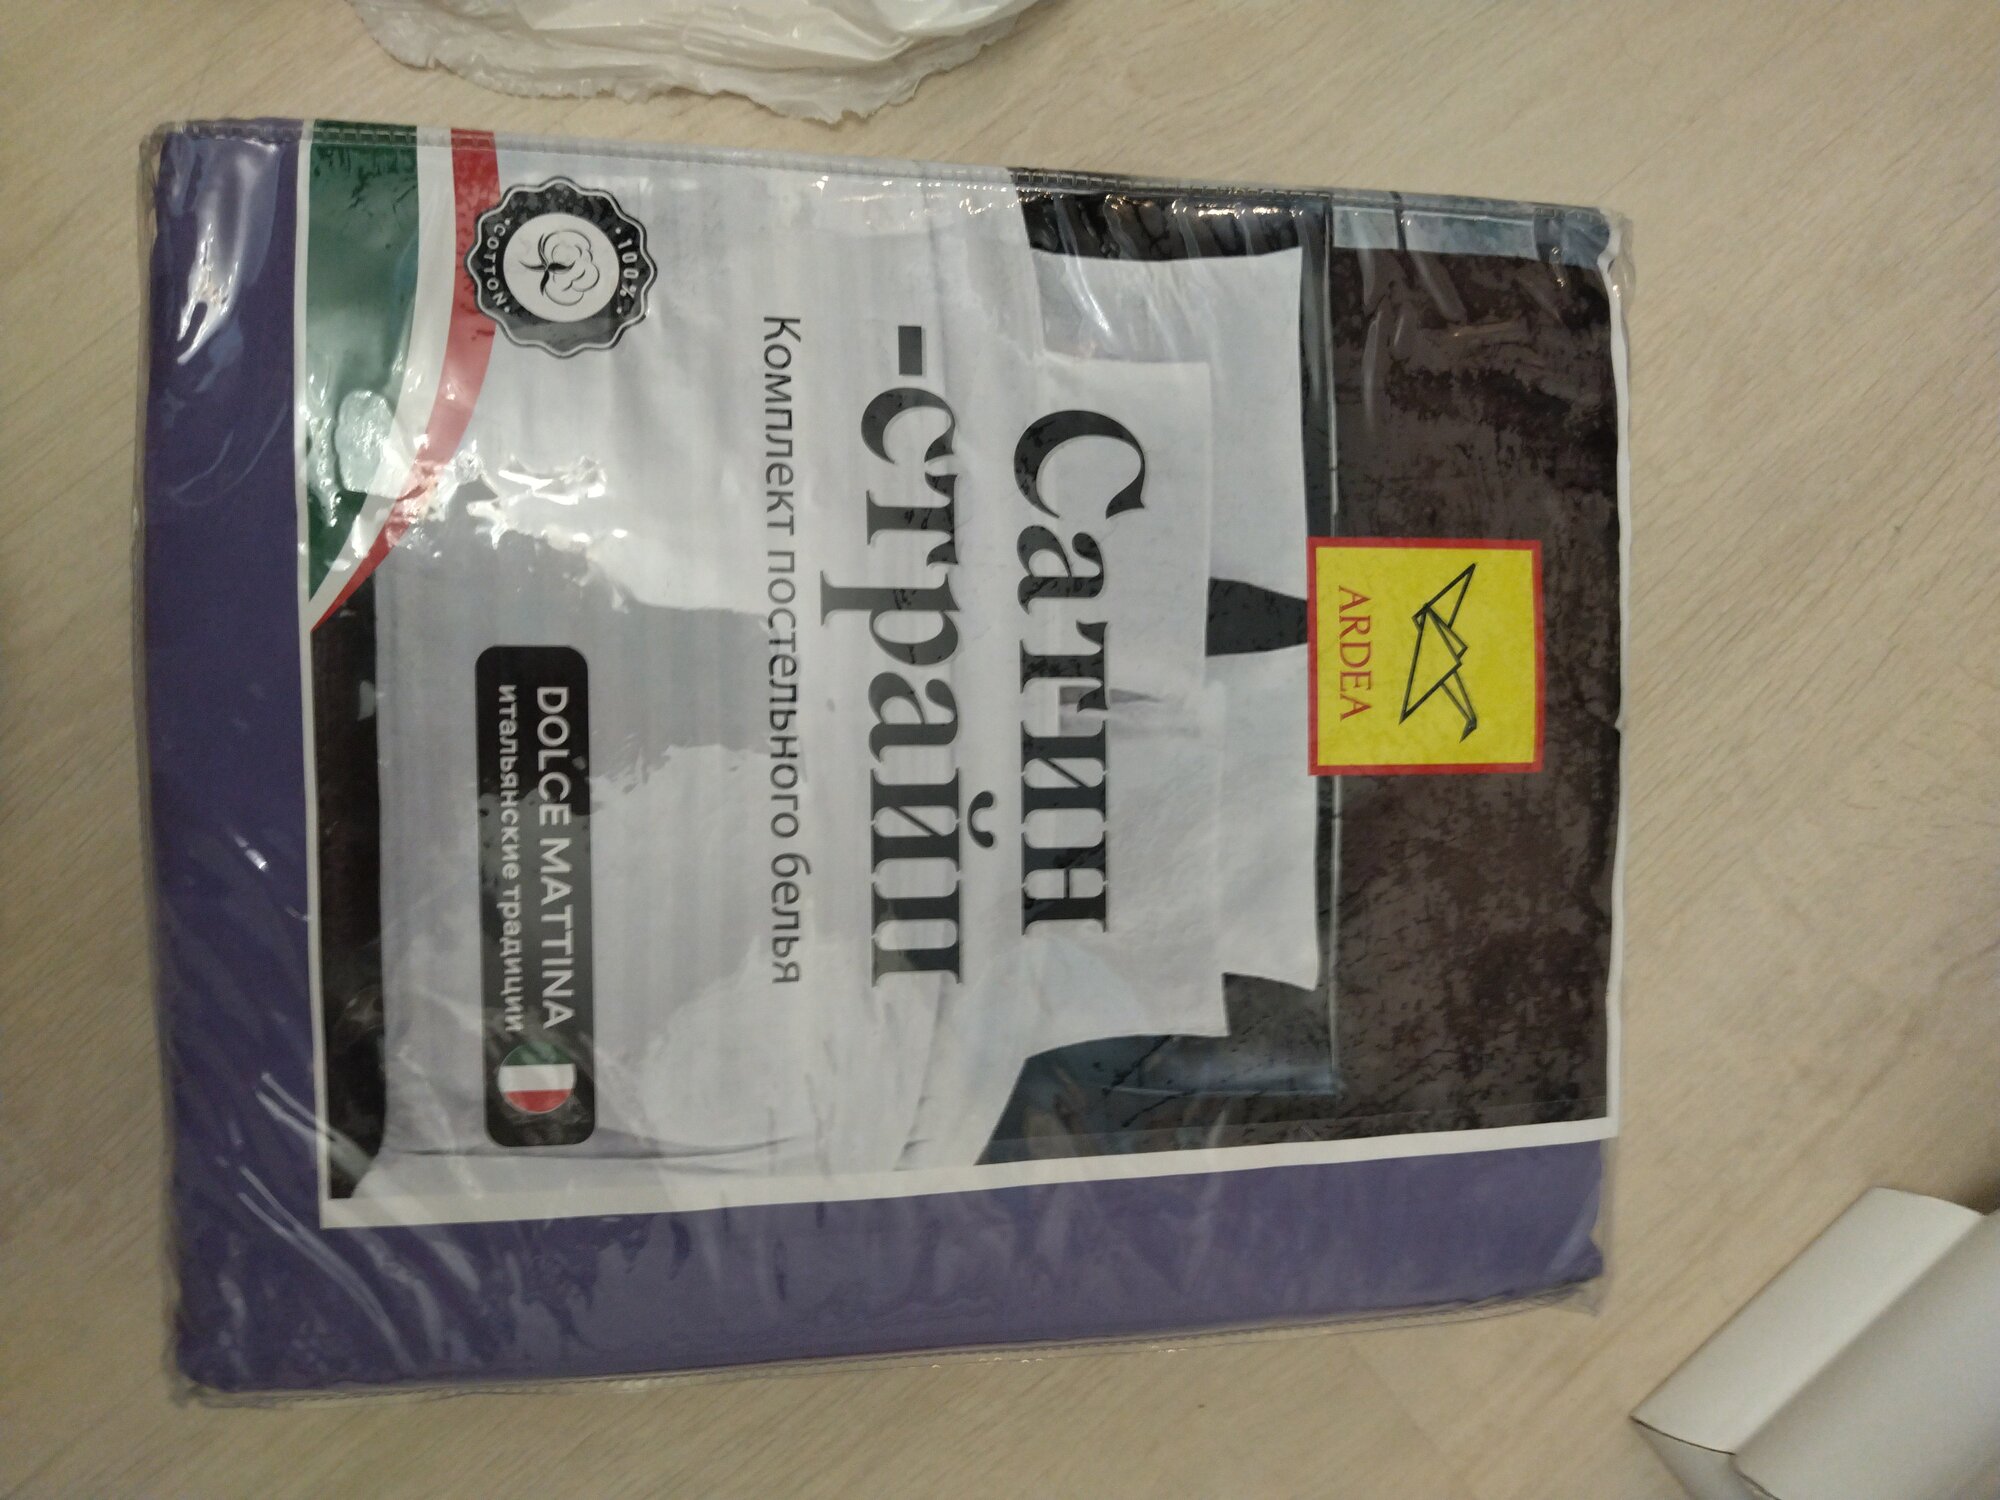 ARDEA
Сатин
-страйп
Комплект постельного белья
DOLCE MATTINA
итальянские традиции
100%
COTTON